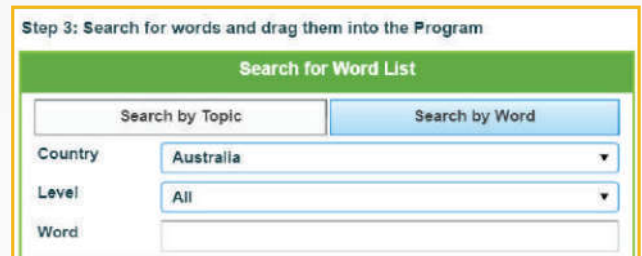 Step 3: Search for words and drag them into the Program
Search for Word List
Search by Topic Search by Word
Country Australia
Level All
Word